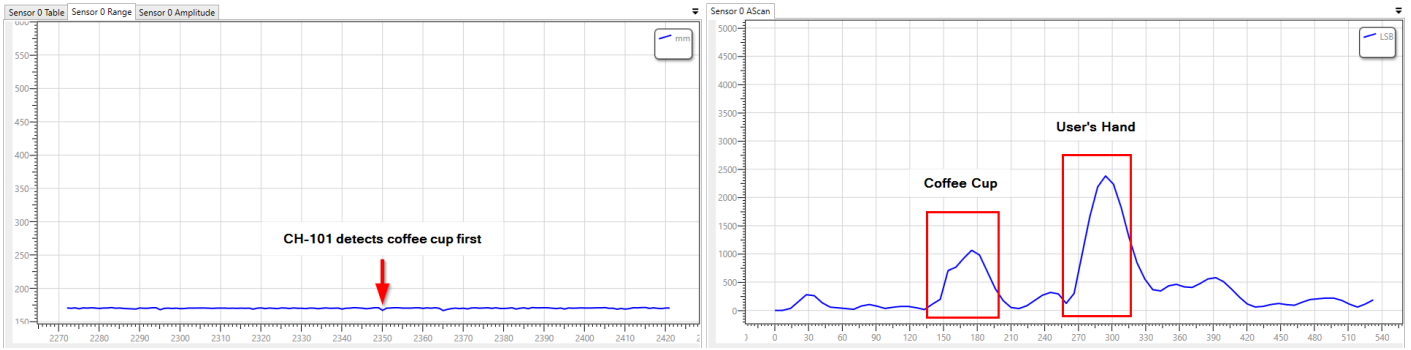 Sensor 0 Table Sensor 0 Range Sensor 0 Amplitude
600
550
500
450
400
350
300
250
200
150
mm
CH-101 detects coffee cup first
2270 2280 2290 2300 2310 2320 2330 2340 2350 2360 2370 2380 2390 2400 2410 2420
Sensor 0 AScan
5000
4500
4000
3500
3000
2500
2000
1500
1000
500
0
LSB
User's Hand
Coffee Cup
0 30 60 90 120 150 180 210 240 270 300 330 360 390 420 450 480 510 540